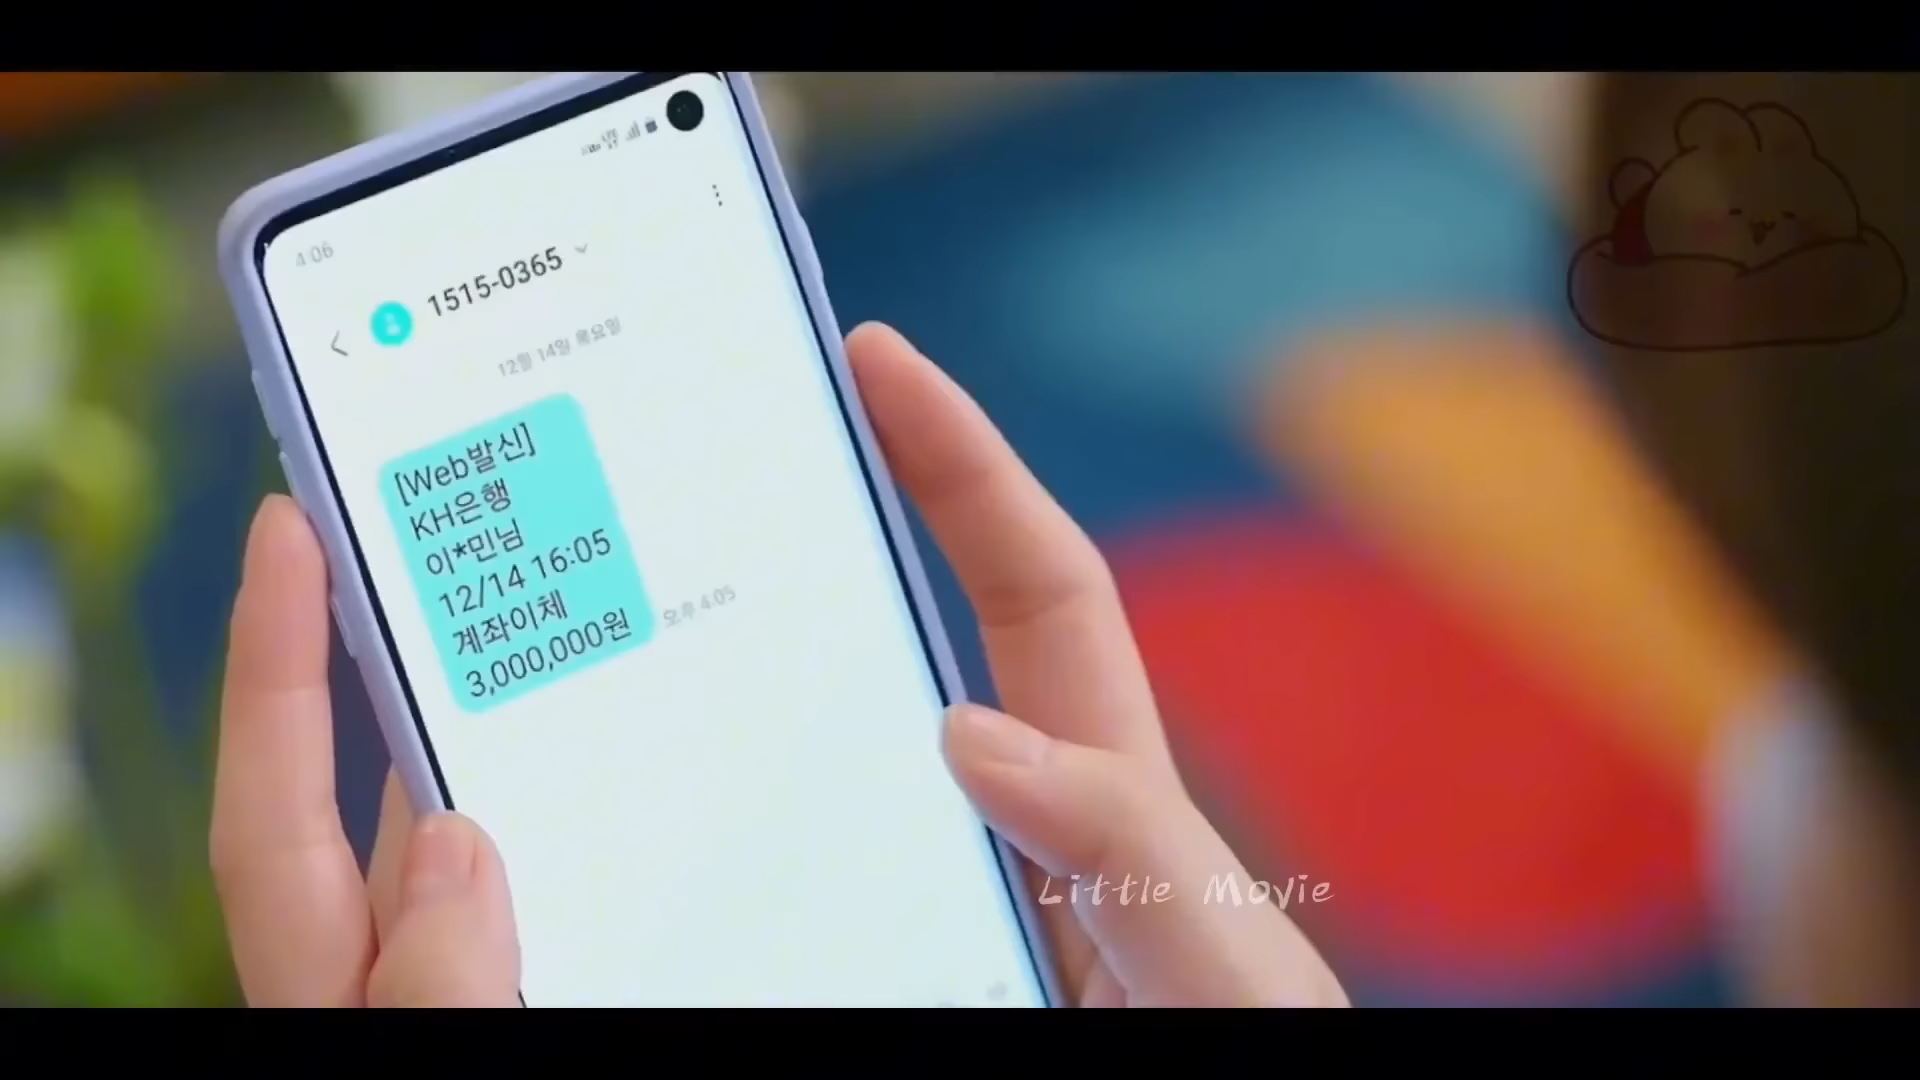 4:06
1515-0365
12월 14일 목요일
[Web발신]
KH은행
이*민님
12/14 16:05
계좌이체
3,000,000원
오후 4:05
Little Movie